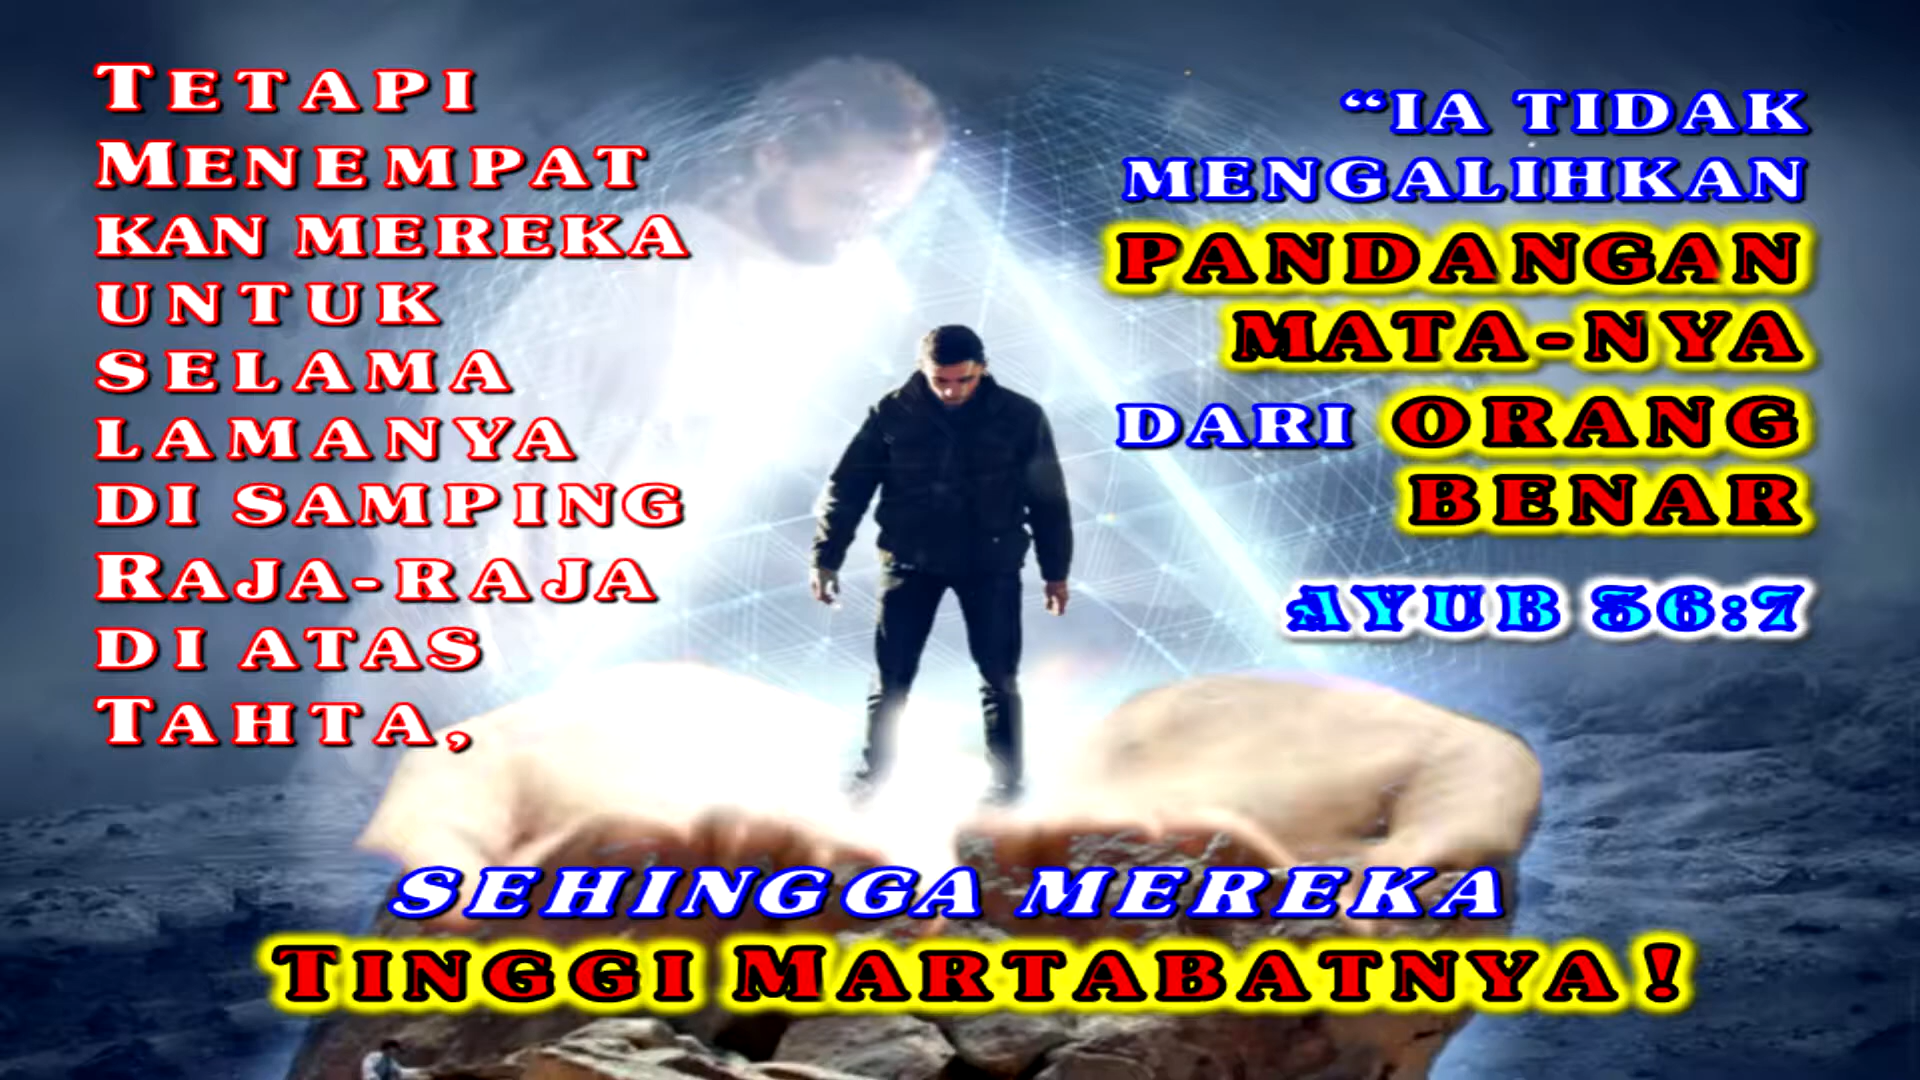 “IA TIDAK
MENGALIHKAN
PANDANGAN
MATA-NYA
DARI ORANG
BENAR
AYUB 36:7
TETAPI
MENEMPAT
KAN MEREKA
UNTUK
SELAMA
LAMANYA
DI SAMPING
RAJA-RAJA
DI ATAS
TAHTA,
SEHINGGA MEREKA
TINGGI MARTABATNYA !